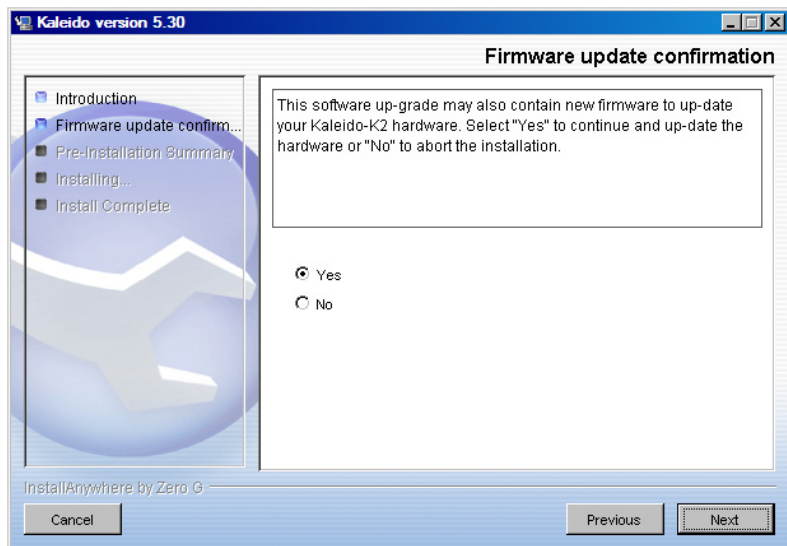 Kaleido version 5.30
Firmware update confirmation
Introduction
Firmware update confirm...
Pre-Installation Summary
Installing...
Install Complete
This software up-grade may also contain new firmware to up-date
your Kaleido-K2 hardware. Select "Yes" to continue and up-date the
hardware or "No" to abort the installation.
Yes
No
InstallAnywhere by Zero G
Cancel
Previous
Next